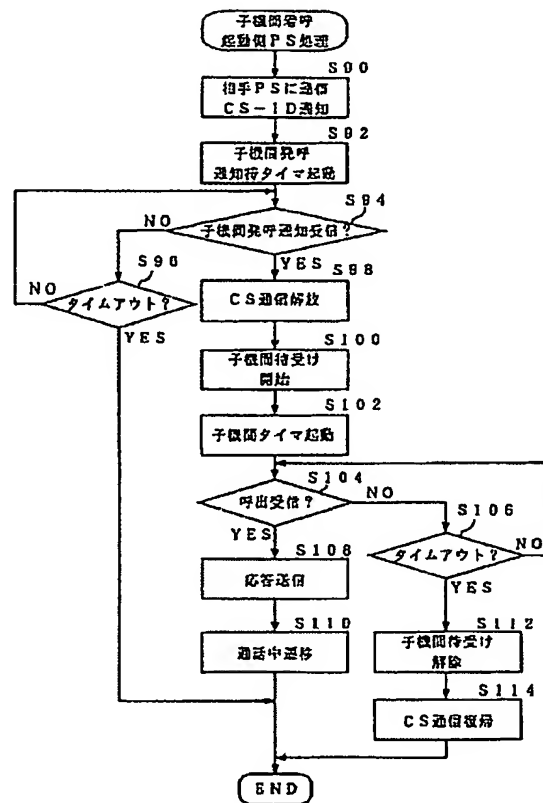 子機間着呼
起動側PS処理
S90
相手PSに通信
CS-ID通知
S92
子機間発呼
通知待タイマ起動
S94
NO
子機間発呼通知受信?
S96
YES
S98
NO
タイムアウト?
CS通信解放
YES
S100
子機間待受け
開始
S102
子機間タイマ起動
S104
呼出受信?
NO
S106
YES
タイムアウト?
NO
S108
YES
応答送信
S112
S110
子機間待受け
解除
通話中遷移
S114
CS通信復帰
END